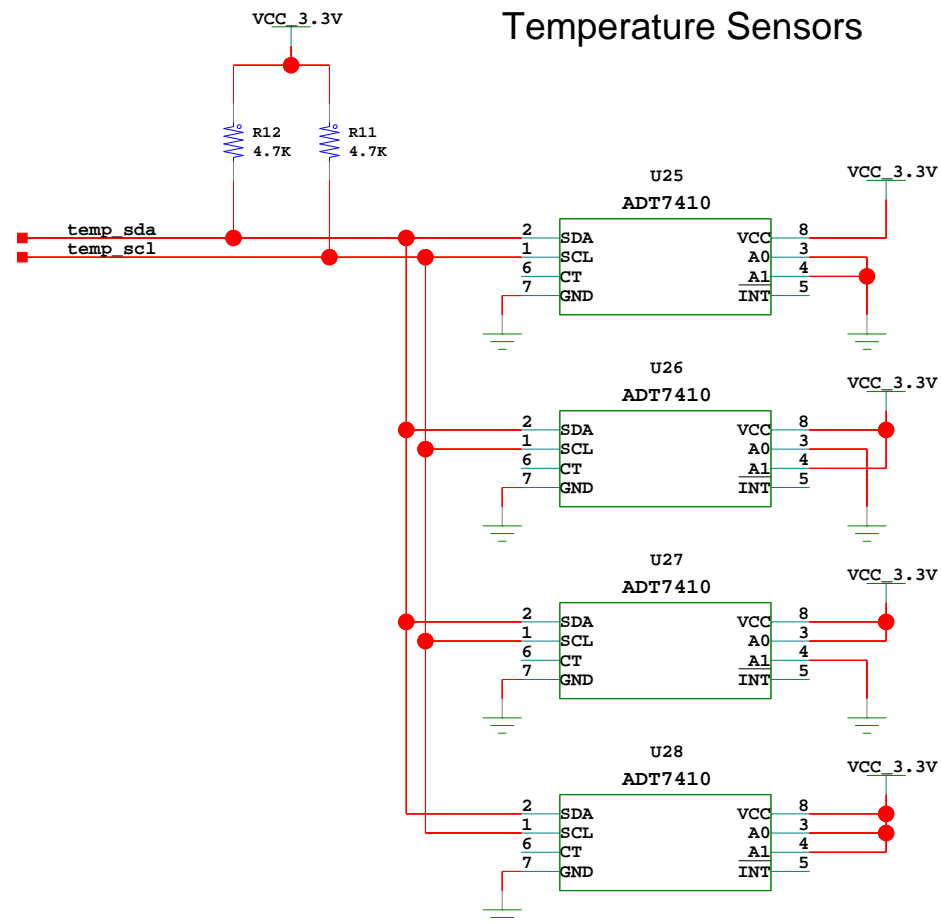 Temperature Sensors
VCC_3.3V
R12
4.7K
R11
4.7K
temp_sda
temp_scl
U25
ADT7410
VCC_3.3V
2 SDA VCC 8
1 SCL A0 3
6 CT A1 4
7 GND INT 5
U26
ADT7410
VCC_3.3V
2 SDA VCC 8
1 SCL A0 3
6 CT A1 4
7 GND INT 5
U27
ADT7410
VCC_3.3V
2 SDA VCC 8
1 SCL A0 3
6 CT A1 4
7 GND INT 5
U28
ADT7410
VCC_3.3V
2 SDA VCC 8
1 SCL A0 3
6 CT A1 4
7 GND INT 5